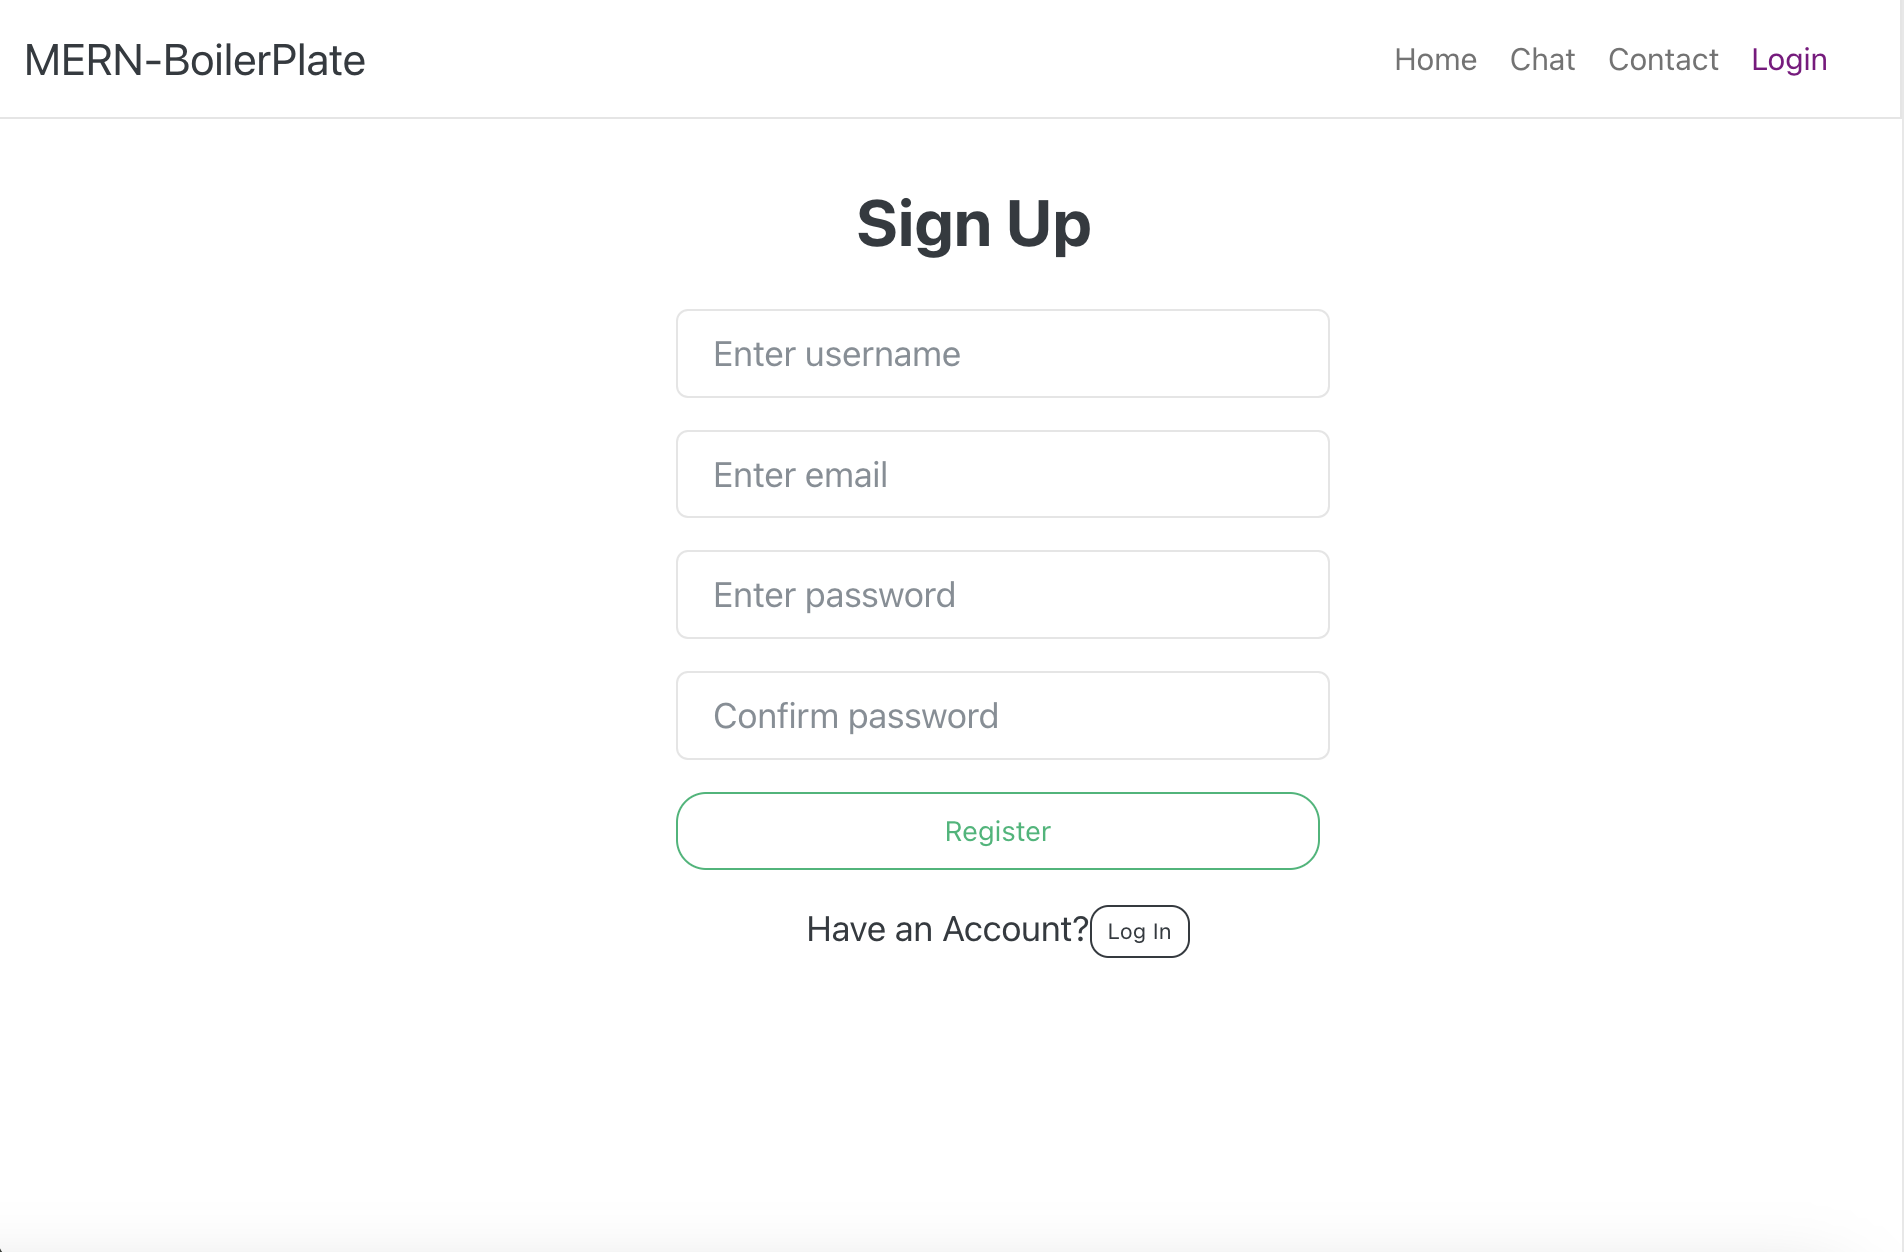 MERN-BoilerPlate Home Chat Contact Login
Sign Up
Enter username
Enter email
Enter password
Confirm password
Register
Have an Account? Log In